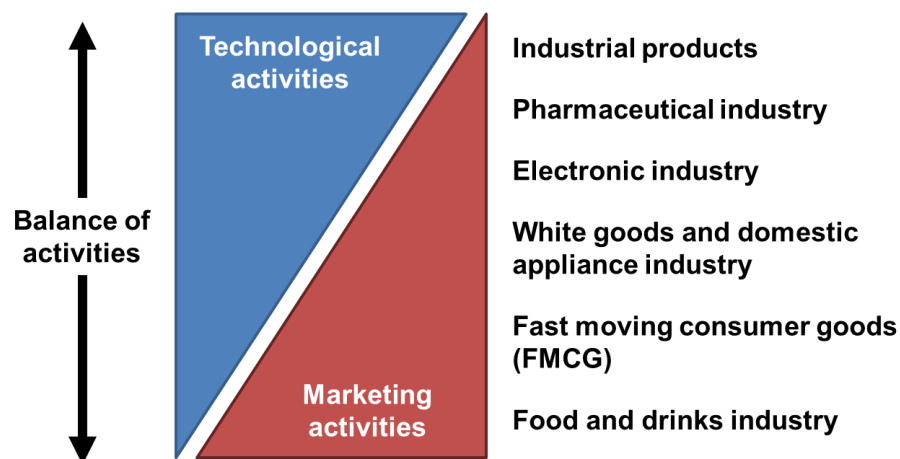 Technological
activities
Industrial products
Pharmaceutical industry
Electronic industry
Balance of
activities
White goods and domestic
appliance industry
Fast moving consumer goods
(FMCG)
Marketing
activities
Food and drinks industry